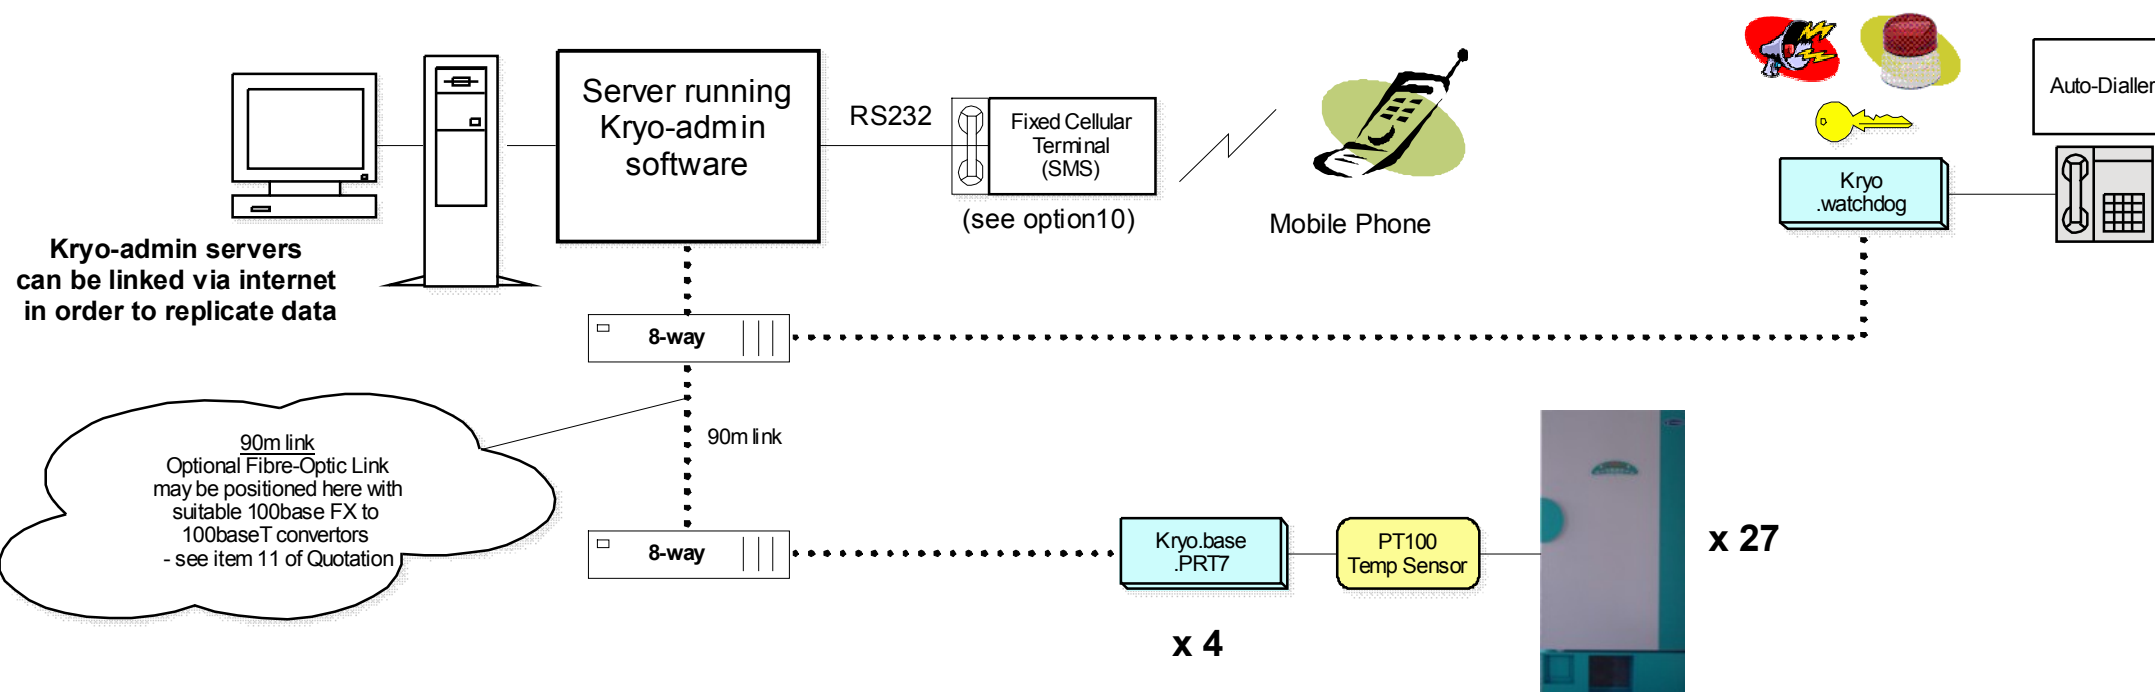 Server running
Kryo-admin
software
RS232
Fixed Cellular
Terminal
(SMS)
(see option10)
Mobile Phone
Auto-Dialler
Kryo
.watchdog
Kryo-admin servers
can be linked via internet
in order to replicate data
8-way
90m link
90m link
Optional Fibre-Optic Link
may be positioned here with
suitable 100base FX to
100baseT convertors
- see item 11 of Quotation
8-way
Kryo.base
.PRT7
PT100
Temp Sensor
x 27
x 4